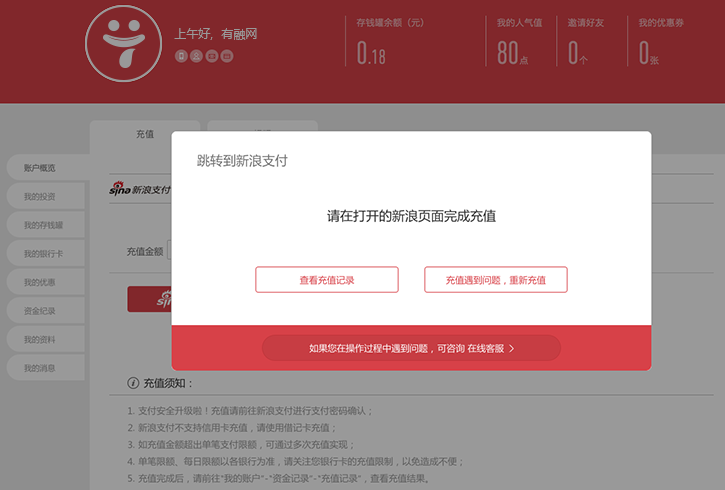 上午好，有融网
存钱罐余额（元）
0.18
我的人气值
80点
邀请好友
0个
我的优惠券
0张
充值
账户概览
我的投资
我的存钱罐
我的银行卡
我的优惠
资金纪录
我的资料
我的消息
sina新浪支付
充值金额
跳转到新浪支付
请在打开的新浪页面完成充值
查看充值记录
充值遇到问题，重新充值
如果您在操作过程中遇到问题，可咨询 在线客服 >
充值须知：
1. 支付安全升级啦！充值请前往新浪支付进行支付密码确认；
2. 新浪支付不支持信用卡充值，请使用借记卡充值；
3. 如充值金额超出单笔支付限额，可通过多次充值实现；
4. 单笔限额、每日限额以各银行为准，请关注您银行卡的充值限制，以免造成不便；
5. 充值完成后，请前往“我的账户”-“资金记录”-“充值记录”，查看充值结果。